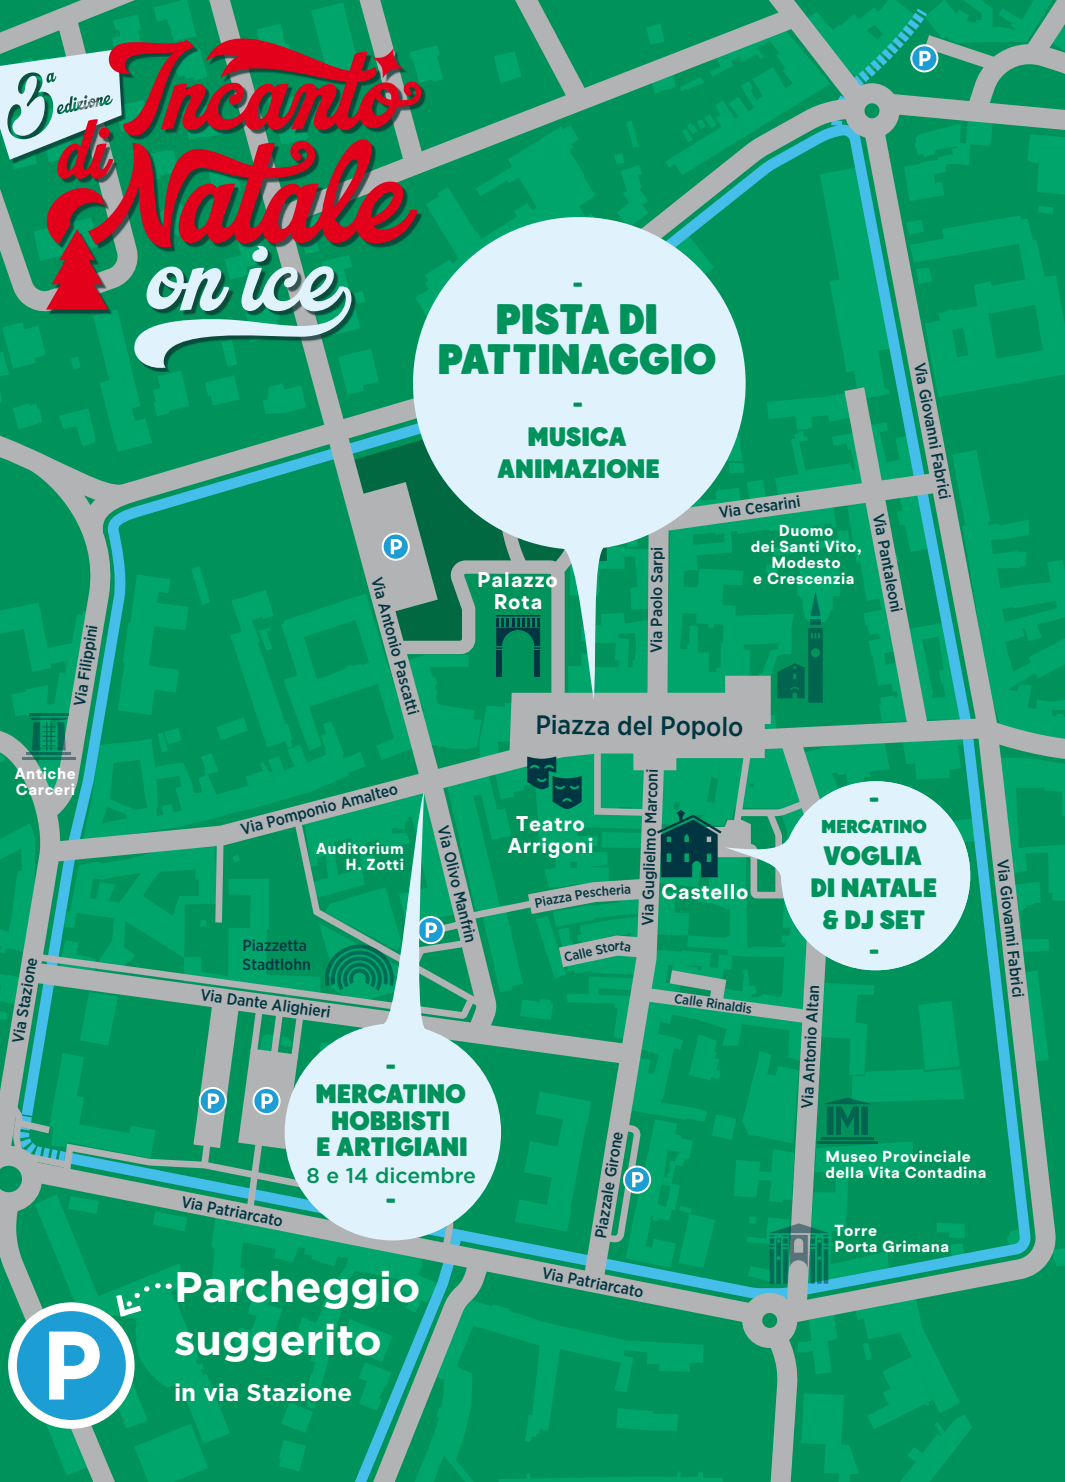 3a edizione
Incanto
di Natale
on ice
P
-
PISTA DI
PATTINAGGIO
-
MUSICA
ANIMAZIONE
Via Giovanni Fabrici
Via Cesarini
Duomo
dei Santi Vito,
Modesto
e Crescenzia
Via Pantaleoni
P
Palazzo
Rota
Via Paolo Sarpi
Via Antonio Pascatti
Via Filippini
Piazza del Popolo
Antiche
Carceri
Via Pomponio Amalteo
Teatro
Arrigoni
Via Guglielmo Marconi
Castello
-
MERCATINO
VOGLIA
DI NATALE
& DJ SET
-
Auditorium
H. Zotti
Via Olivo Manfrin
Piazza Pescheria
P
Calle Storta
Piazzetta
Stadtlohn
Via Giovanni Fabrici
Via Stazione
Via Dante Alighieri
Calle Rinaldis
Via Antonio Altan
P
P
-
MERCATINO
HOBBISTI
E ARTIGIANI
8 e 14 dicembre
-
M
Museo Provinciale
della Vita Contadina
Piazzale Girone
P
Via Patriarcato
Torre
Porta Grimana
Via Patriarcato
P
Parcheggio
suggerito
in via Stazione